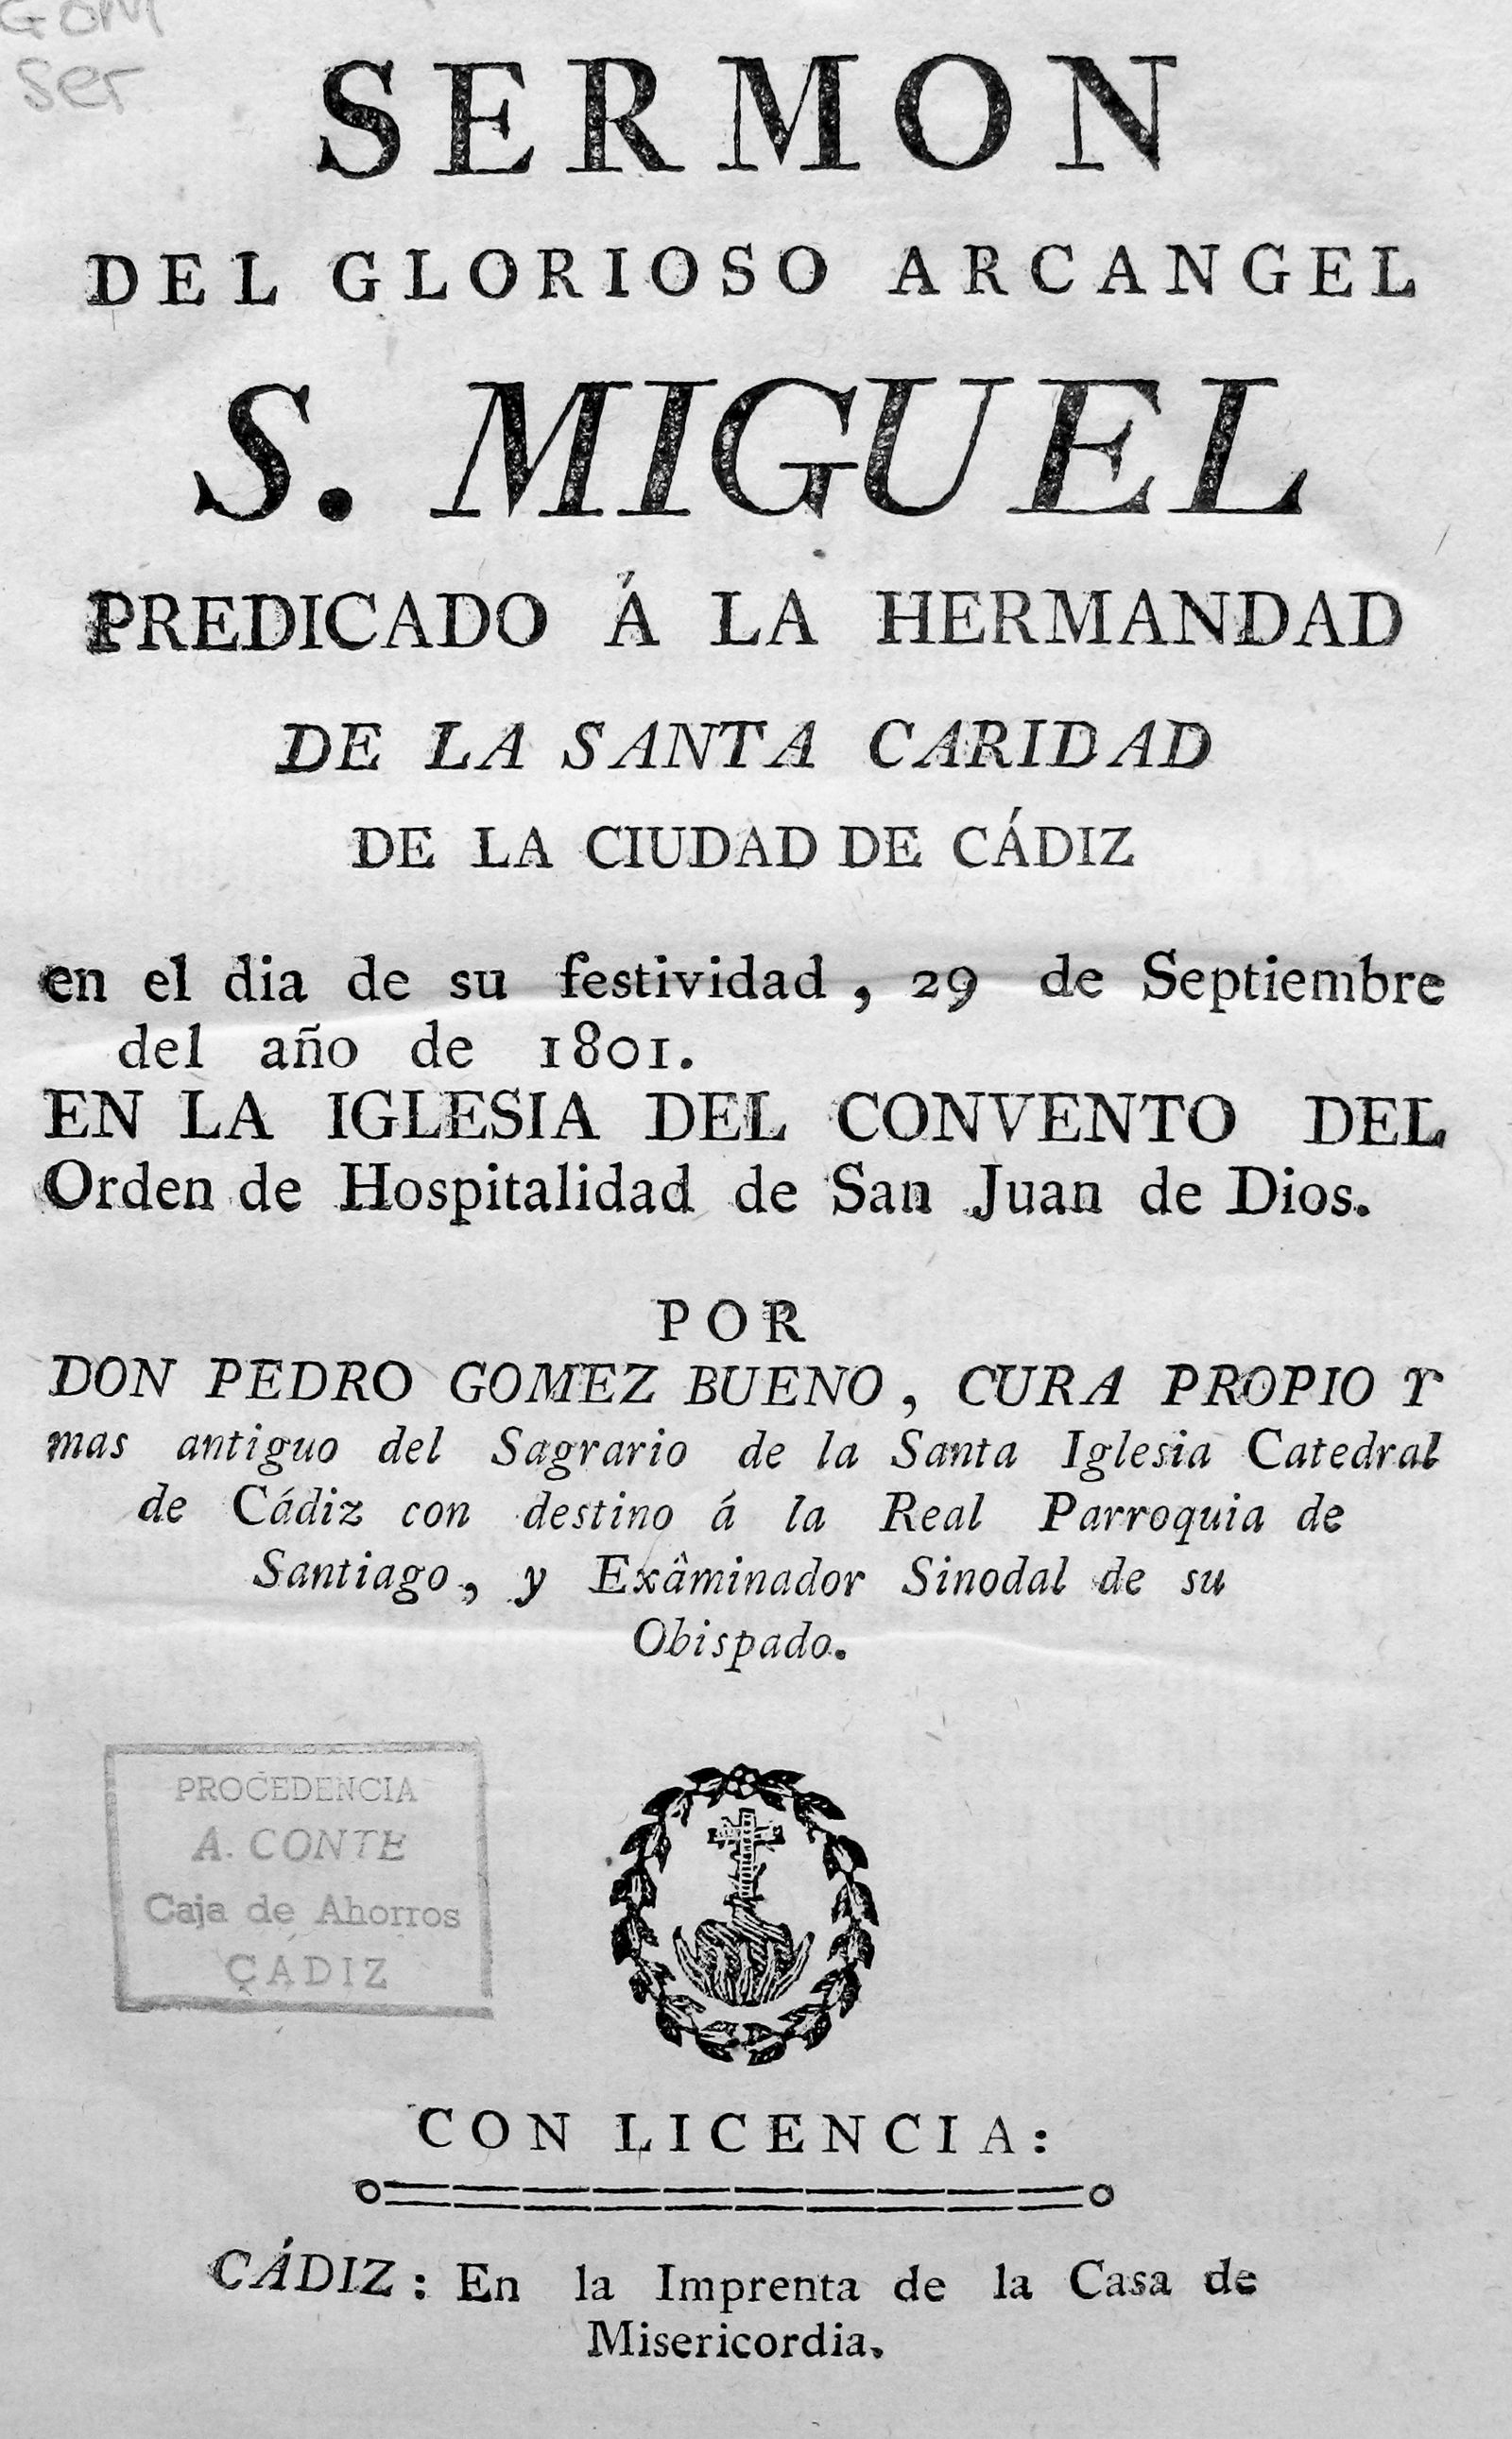 GOM
Ser
SERMON
DEL GLORIOSO ARCANGEL
S. MIGUEL
PREDICADO Á LA HERMANDAD
DE LA SANTA CARIDAD
DE LA CIUDAD DE CÁDIZ
en el dia de su festividad, 29 de Septiembre
del año de 1801.
EN LA IGLESIA DEL CONVENTO DEL
Orden de Hospitalidad de San Juan de Dios.
POR
DON PEDRO GOMEZ BUENO, CURA PROPIO Y
mas antiguo del Sagrario de la Santa Iglesia Catedral
de Cádiz con destino á la Real Parroquia de
Santiago, y Exâminador Sinodal de su
Obispado.
PROCEDENCIA
A. CONTE
Caja de Ahorros
CADIZ
CON LICENCIA:
CÁDIZ: En la Imprenta de la Casa de
Misericordia.